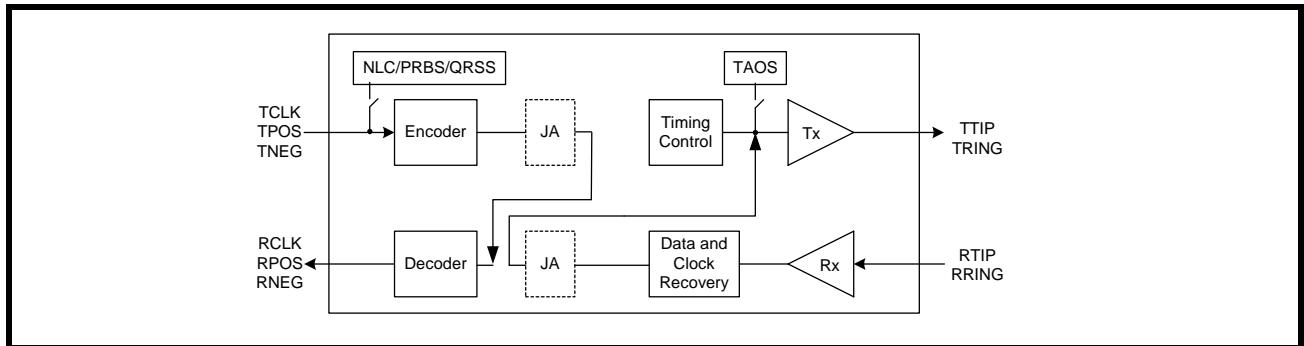 NLC/PRBS/QRSS
TAOS
TCLK
TPOS
TNEG
Encoder
JA
Timing
Control
Tx
TTIP
TRING
RCLK
RPOS
RNEG
Decoder
JA
Data and
Clock
Recovery
Rx
RTIP
RRING